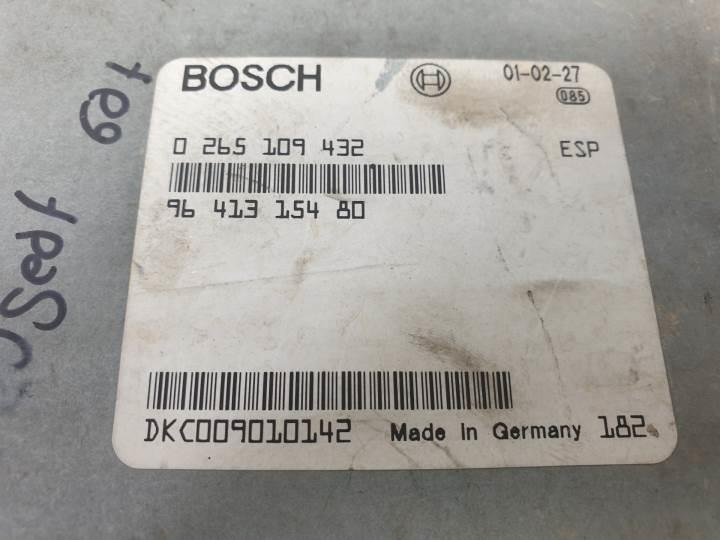 BOSCH
01-02-27
085
0 265 109 432
ESP
96 413 154 80
DKC009010142 Made in Germany 182